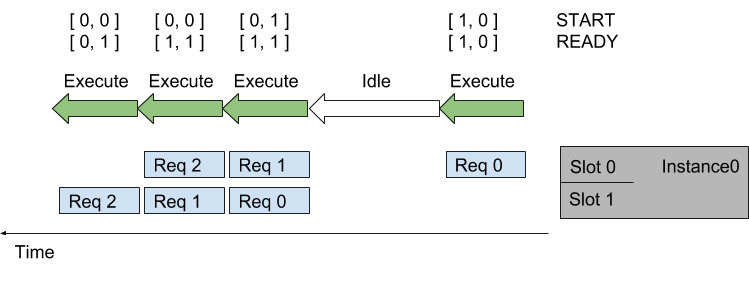 [ 0, 0 ] [ 0, 0 ] [ 0, 1 ] [ 1, 0 ] START
[ 0, 1 ] [ 1, 1 ] [ 1, 1 ] [ 1, 0 ] READY
Execute Execute Execute Idle Execute
Req 2 Req 1 Req 0 Slot 0 Instance0
Req 2 Req 1 Req 0 Slot 1
Time